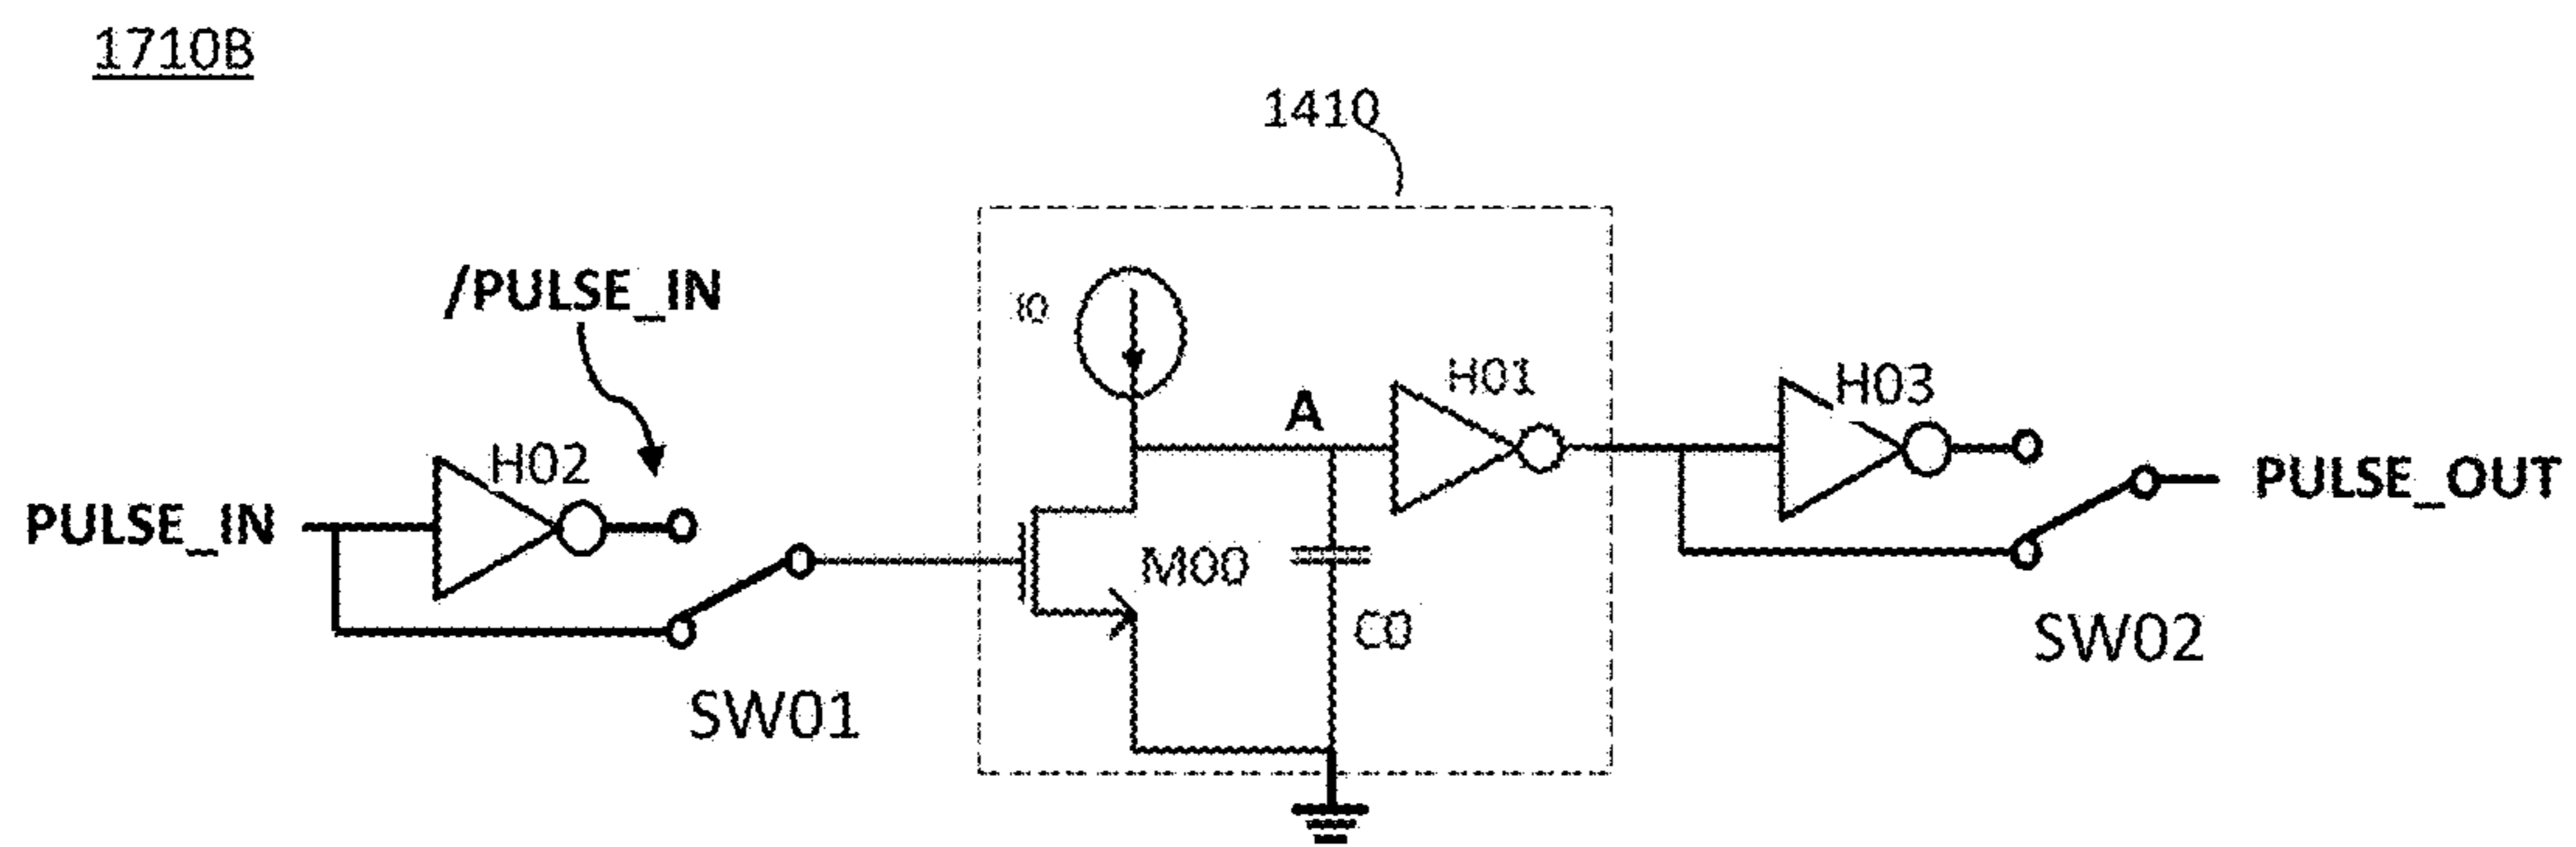 1710B
1410
/PULSE_IN
I0
A
H01
H03
H02
PULSE_IN
PULSE_OUT
M00
C0
SW01
SW02